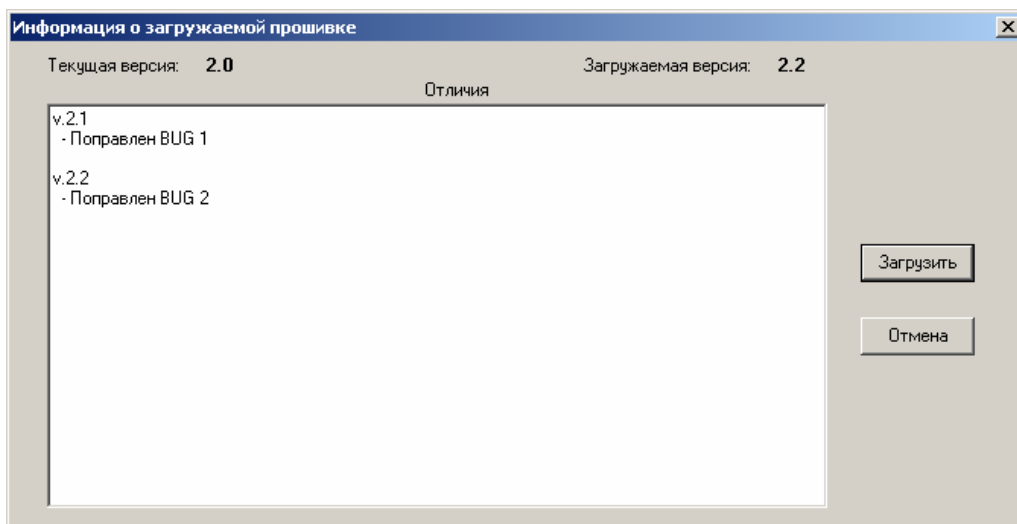 Информация о загружаемой прошивке
Текущая версия: 2.0 Загружаемая версия: 2.2
Отличия
v.2.1
- Поправлен BUG 1
v.2.2
- Поправлен BUG 2
Загрузить
Отмена